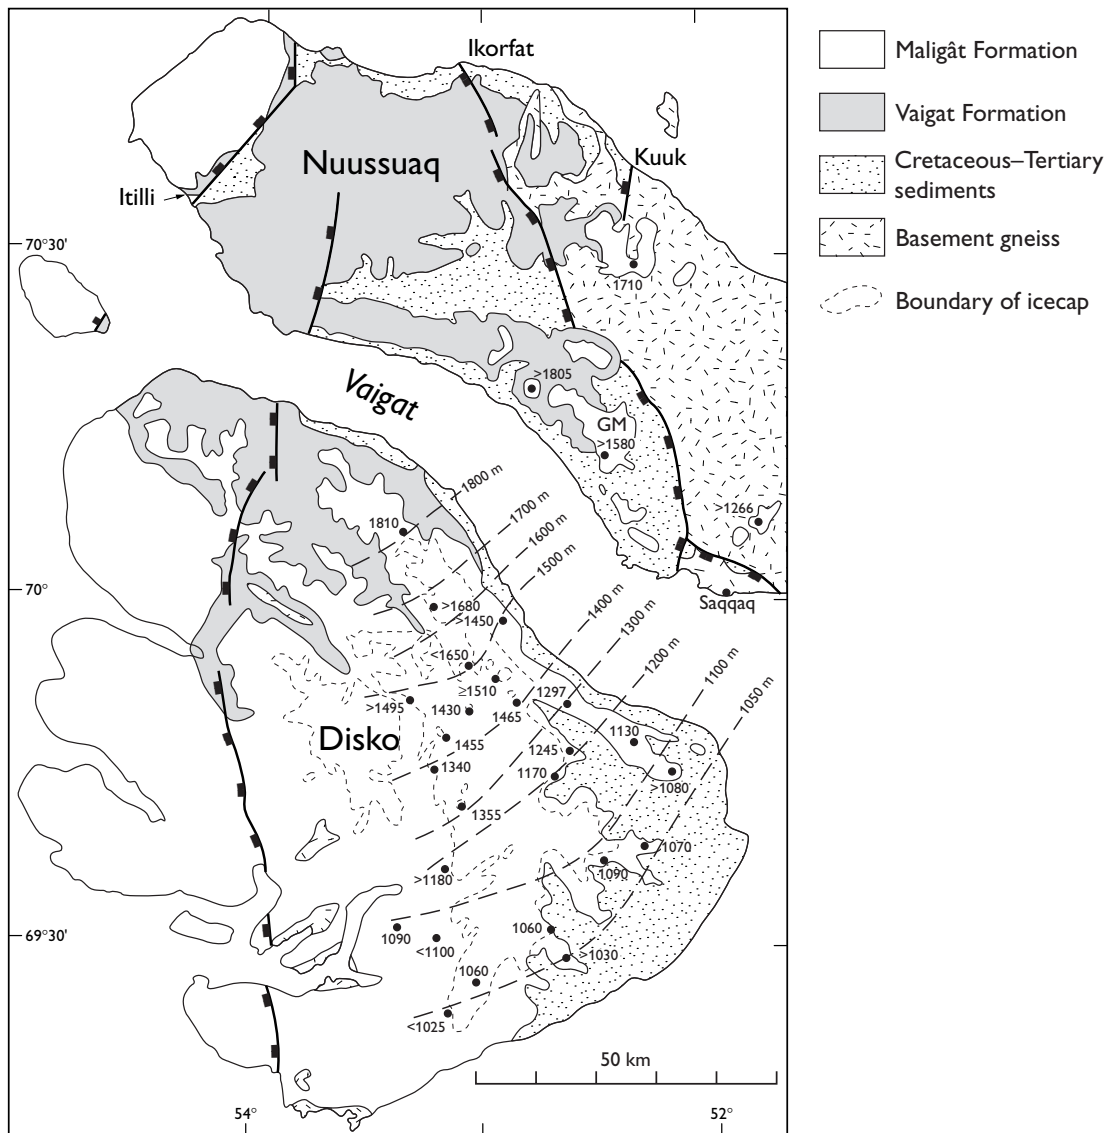 Ikorfat
Nuussuaq
Kuuk
Itilli
70°30'
1710
Vaigat
>1805
GM
>1580
1800 m
1700 m
1600 m
1500 m
1810
>1266
70°
>1680
>1450
1400 m
1300 m
Saqqaq
<1650
1200 m
1100 m
1050 m
≥1510
>1495
1430
1465
1297
Disko
1455
1245
1130
1340
1170
>1080
1355
1070
>1180
1090
1090
<1100
1060
>1030
69°30'
1060
<1025
50 km
54°
52°
Maligât Formation
Vaigat Formation
Cretaceous–Tertiary
sediments
Basement gneiss
Boundary of icecap